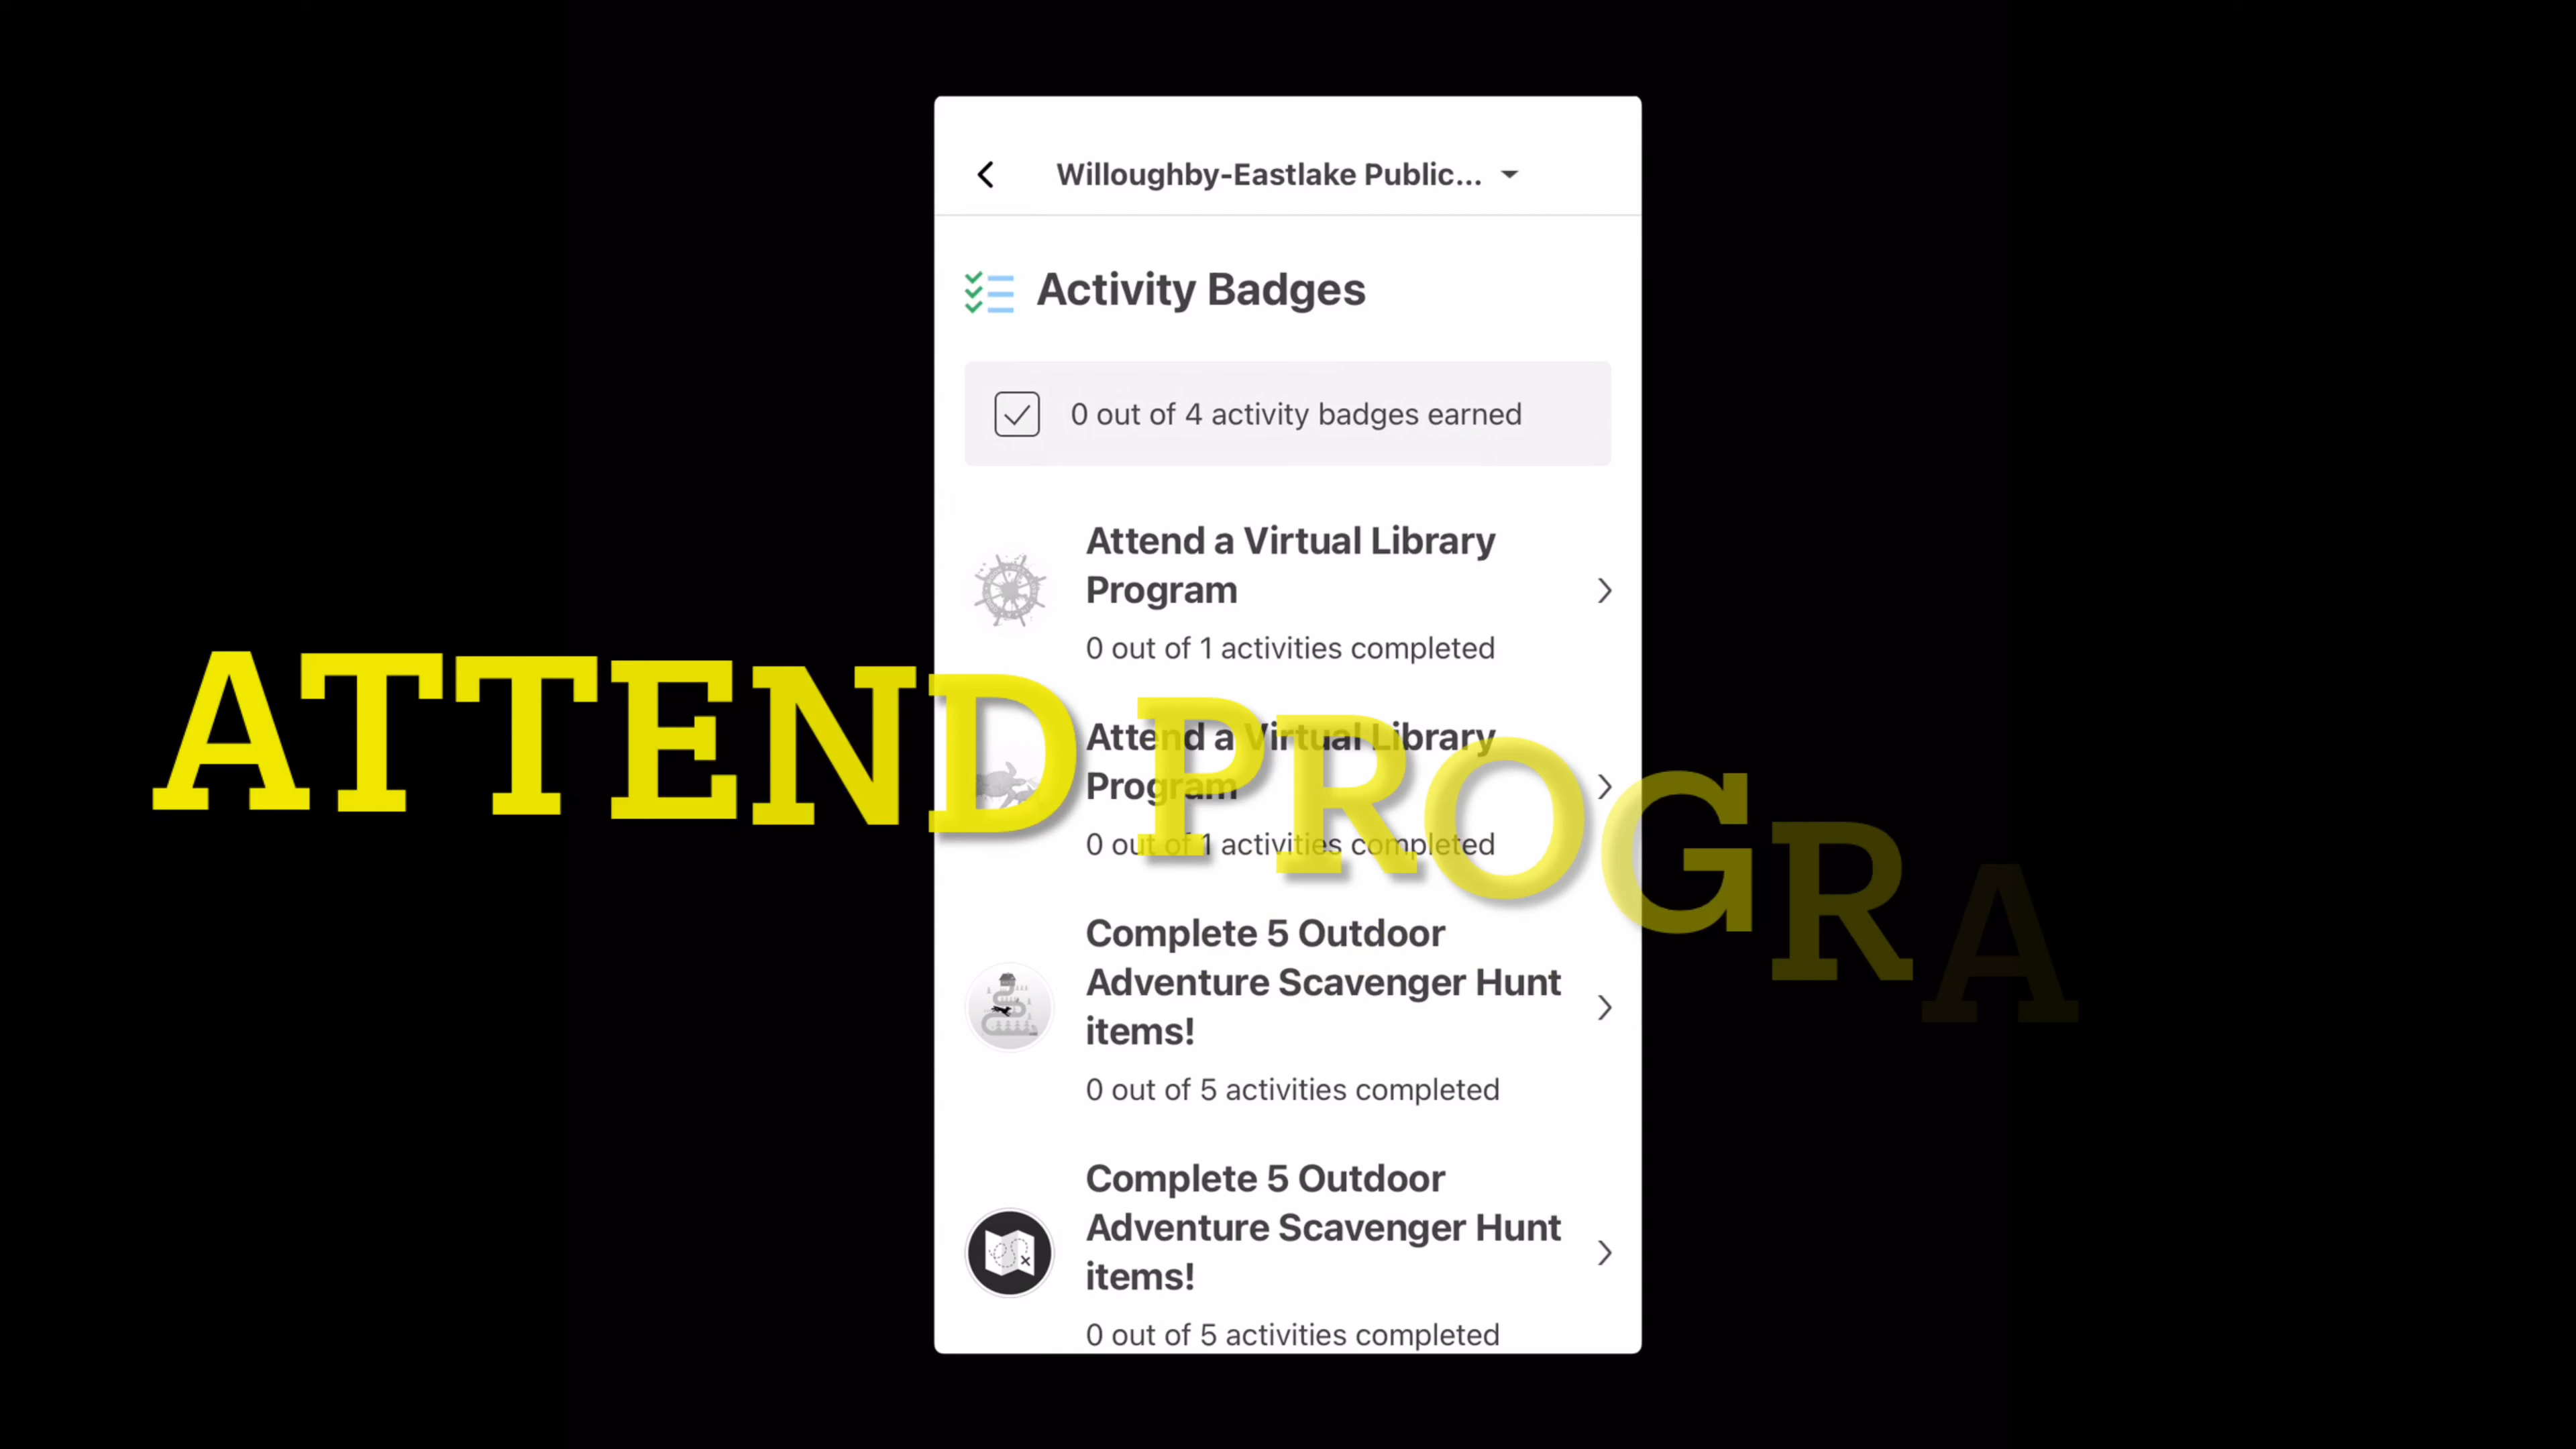 Willoughby-Eastlake Public...
Activity Badges
0 out of 4 activity badges earned
Attend a Virtual Library
Program
0 out of 1 activities completed
ATTEND PROGRA
Attend a Virtual Library
Program
0 out of 1 activities completed
Complete 5 Outdoor
Adventure Scavenger Hunt
items!
0 out of 5 activities completed
Complete 5 Outdoor
Adventure Scavenger Hunt
items!
0 out of 5 activities completed